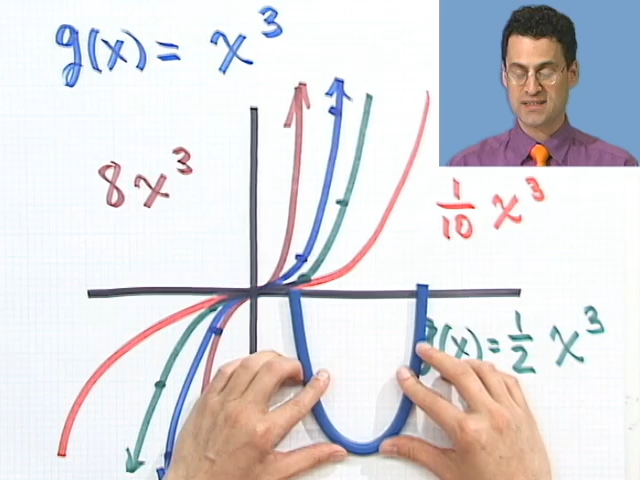 g(x) = x³
8x³
1/10 x³
(x) = 1/2 x³